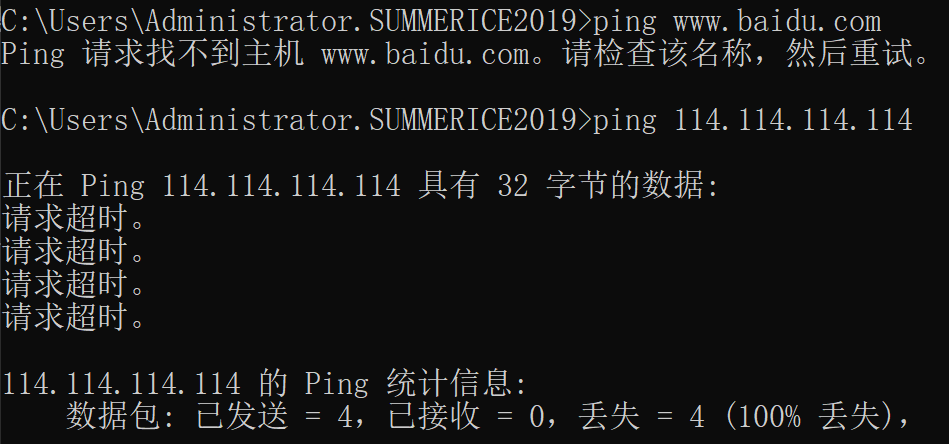 C:\Users\Administrator.SUMMERICE2019>ping www.baidu.com
Ping 请求找不到主机 www.baidu.com。请检查该名称，然后重试。
C:\Users\Administrator.SUMMERICE2019>ping 114.114.114.114
正在 Ping 114.114.114.114 具有 32 字节的数据:
请求超时。
请求超时。
请求超时。
请求超时。
114.114.114.114 的 Ping 统计信息:
数据包: 已发送 = 4，已接收 = 0，丢失 = 4 (100% 丢失)，